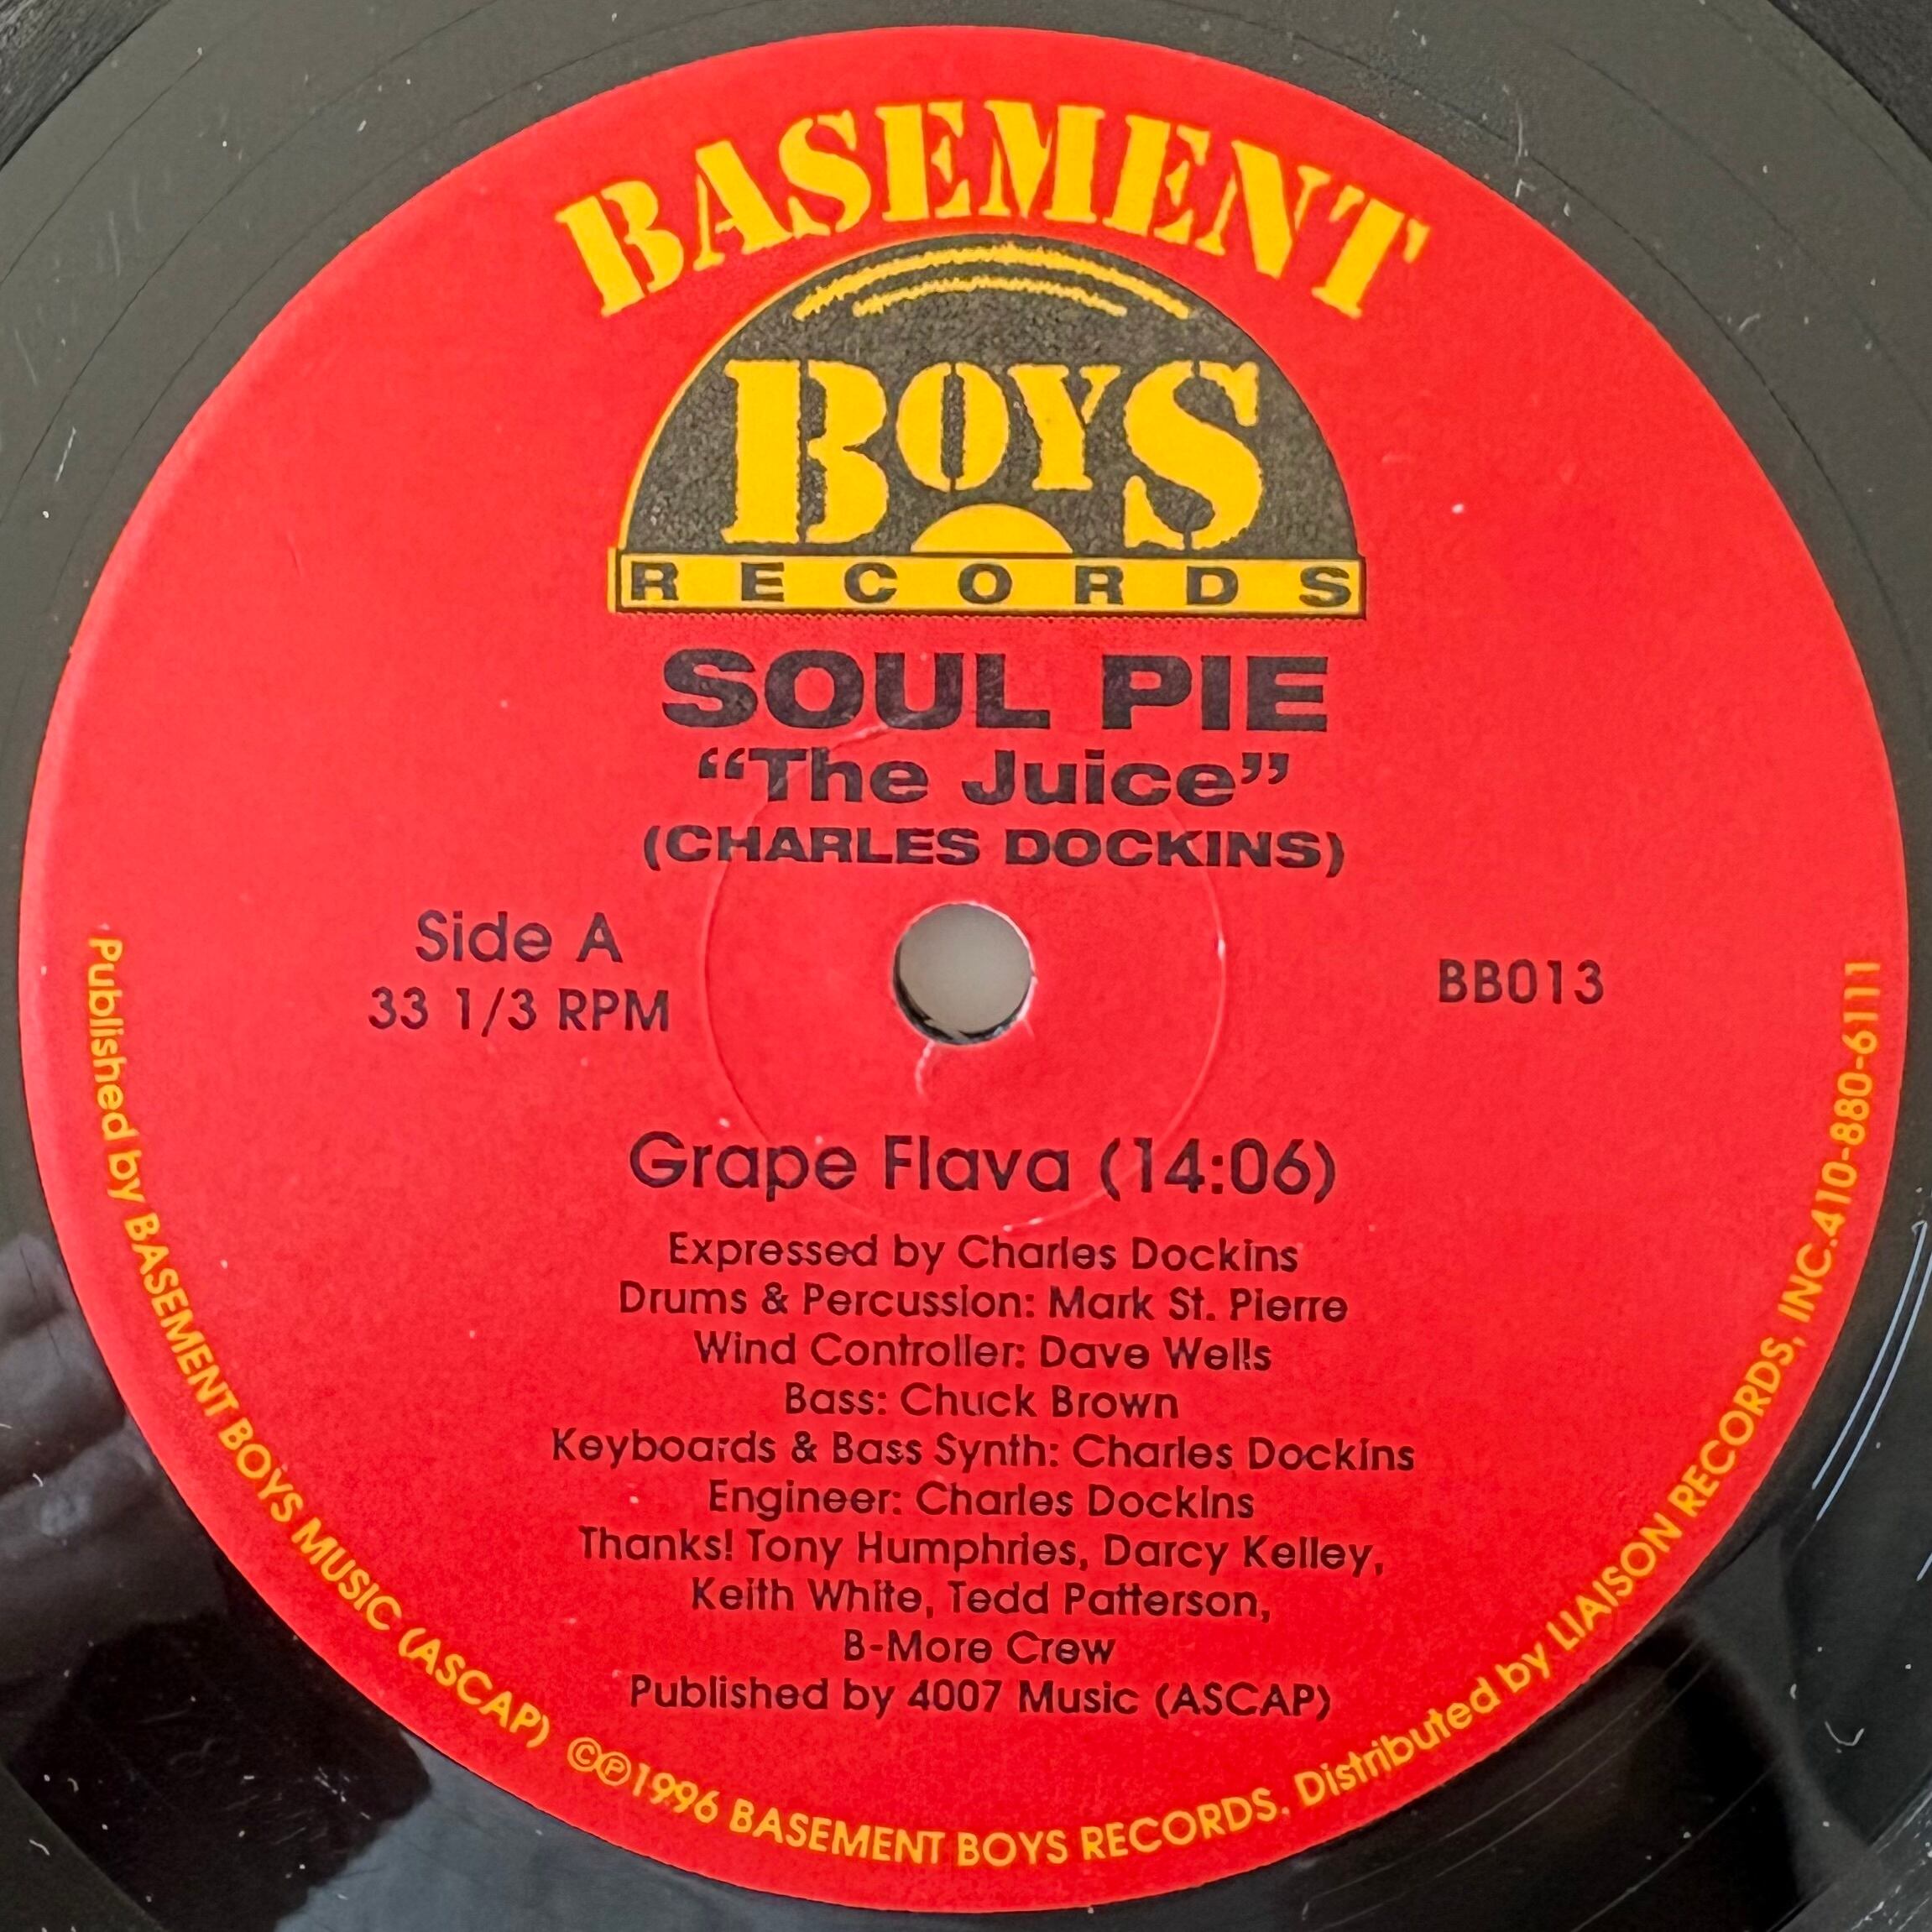 BASEMENT
BOYS
RECORDS
SOUL PIE
“The Juice”
(CHARLES DOCKINS)
Side A
33 1/3 RPM
BB013
Grape Flava (14:06)
Expressed by Charles Dockins
Drums & Percussion: Mark St. Pierre
Wind Controller: Dave Wells
Bass: Chuck Brown
Keyboards & Bass Synth: Charles Dockins
Engineer: Charles Dockins
Thanks! Tony Humphries, Darcy Kelley,
Keith White, Tedd Patterson,
B-More Crew
Published by 4007 Music (ASCAP)
Published by BASEMENT BOYS MUSIC (ASCAP) ©℗1996 BASEMENT BOYS RECORDS. Distributed by LIAISON RECORDS, INC.410-880-6111